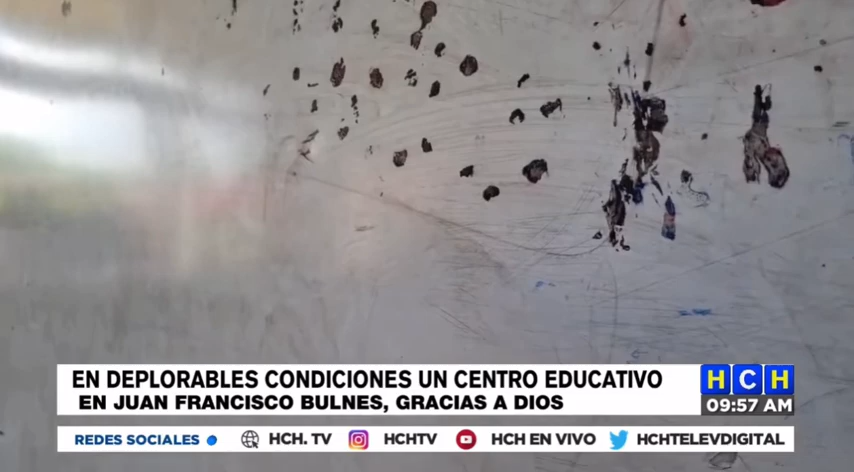 EN DEPLORABLES CONDICIONES UN CENTRO EDUCATIVO
EN JUAN FRANCISCO BULNES, GRACIAS A DIOS
HCH
09:57 AM
REDES SOCIALES HCH. TV HCHTV HCH EN VIVO HCHTELEVDIGITAL